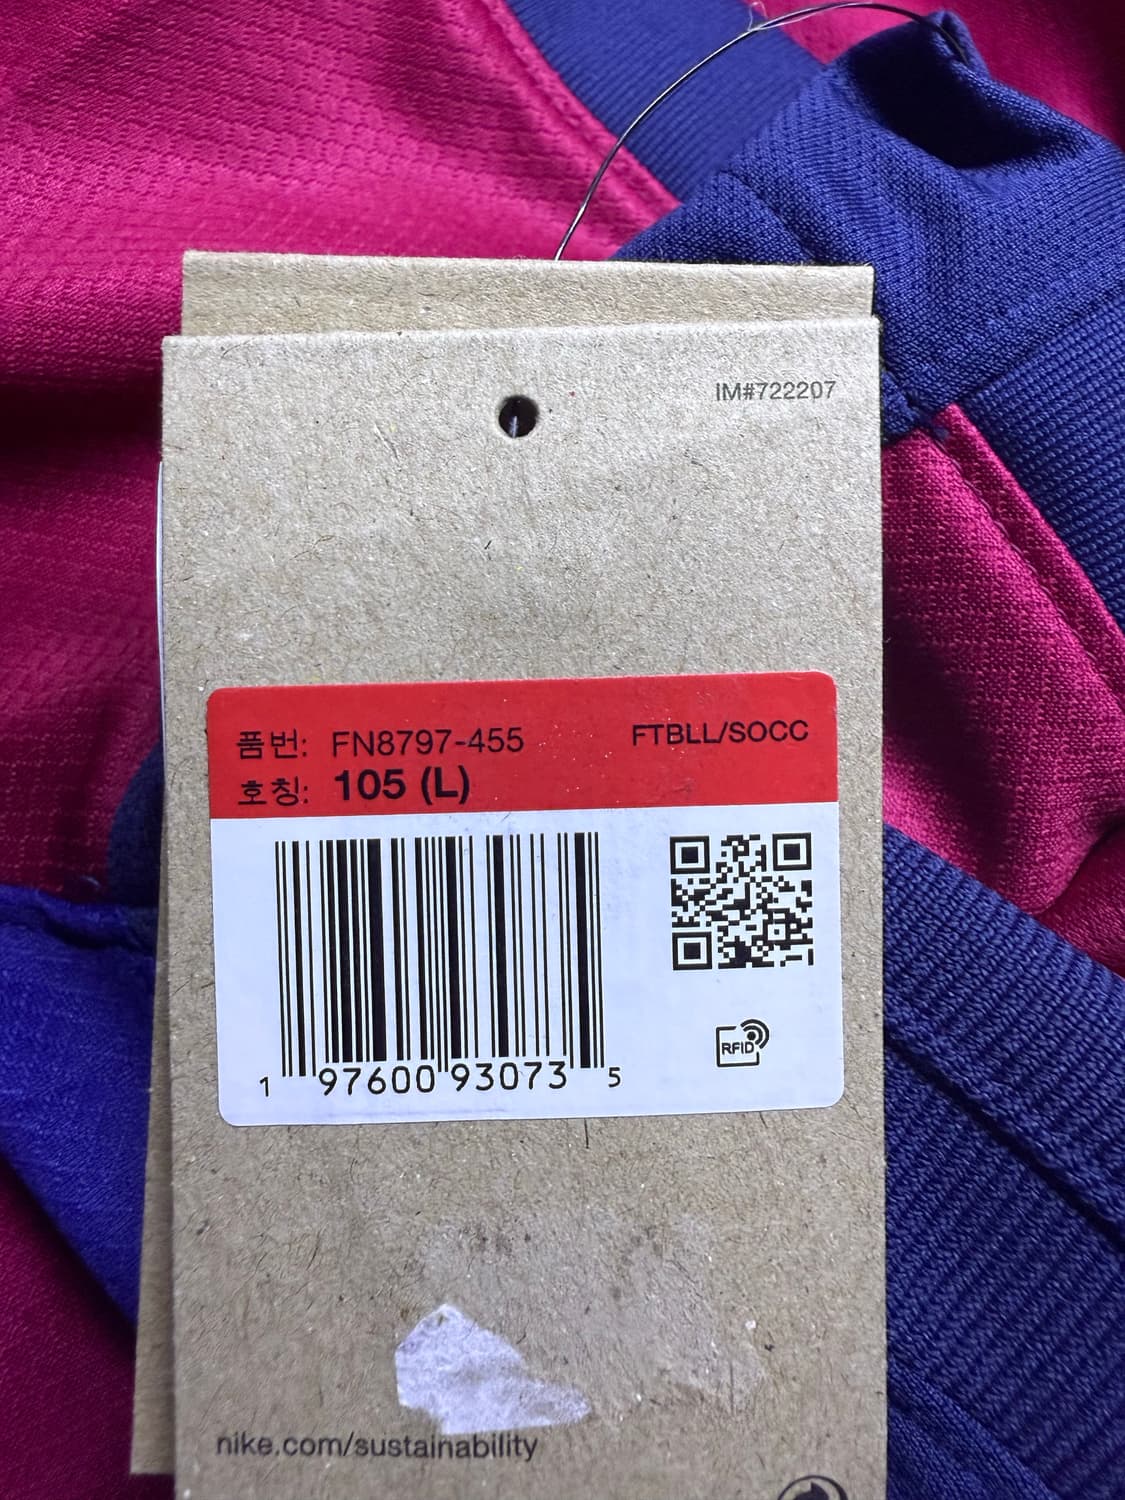 IM#722207
품번: FN8797-455 FTBLL/SOCC
호칭: 105 (L)
1 97600 93073 5
RFID
nike.com/sustainability